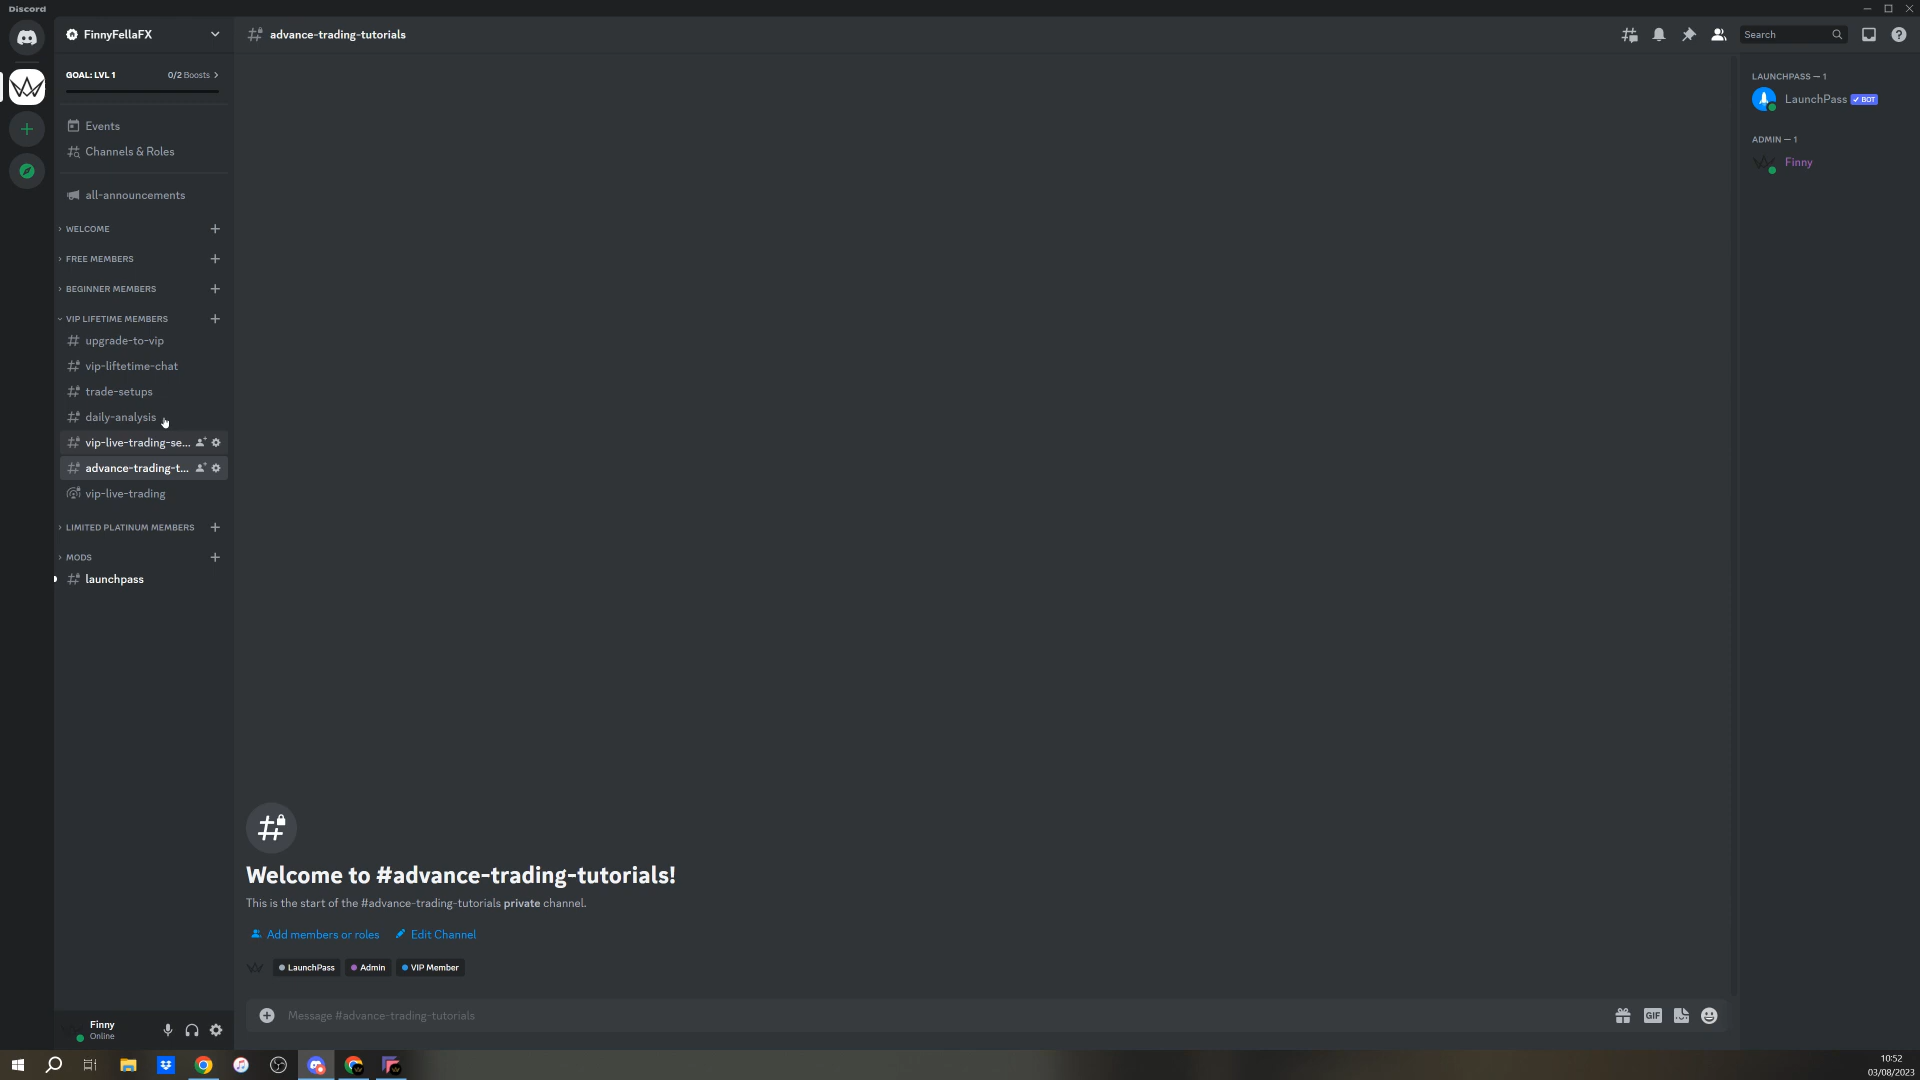 Discord
FinnyFellaFX
GOAL: LVL 1
0/2 Boosts
Events
Channels & Roles
all-announcements
WELCOME
FREE MEMBERS
BEGINNER MEMBERS
VIP LIFETIME MEMBERS
upgrade-to-vip
vip-liftetime-chat
trade-setups
daily-analysis
vip-live-trading-se...
advance-trading-t...
vip-live-trading
LIMITED PLATINUM MEMBERS
MODS
launchpass
Finny
Online
advance-trading-tutorials
Search
Welcome to #advance-trading-tutorials!
This is the start of the #advance-trading-tutorials private channel.
Add members or roles
Edit Channel
LaunchPass
Admin
VIP Member
Message #advance-trading-tutorials
GIF
LAUNCHPASS — 1
LaunchPass ✓ BOT
ADMIN — 1
Finny
10:52
03/08/2023